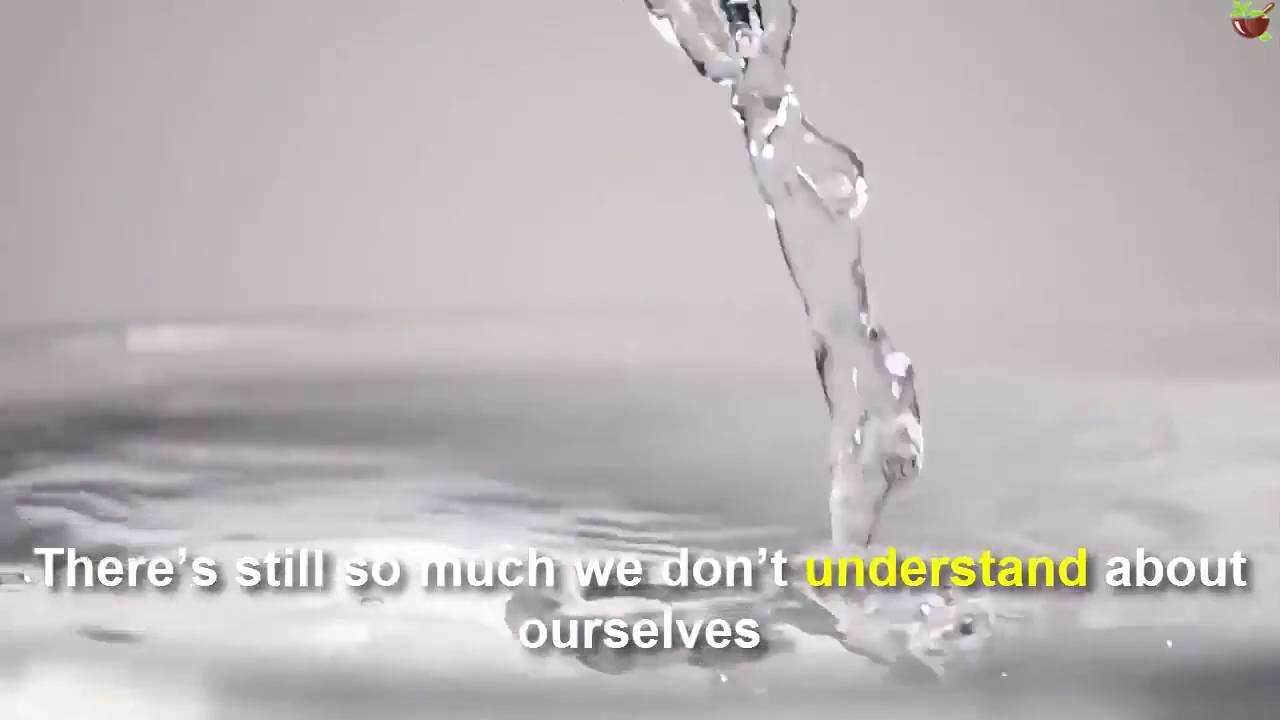 There’s still so much we don’t understand about
ourselves